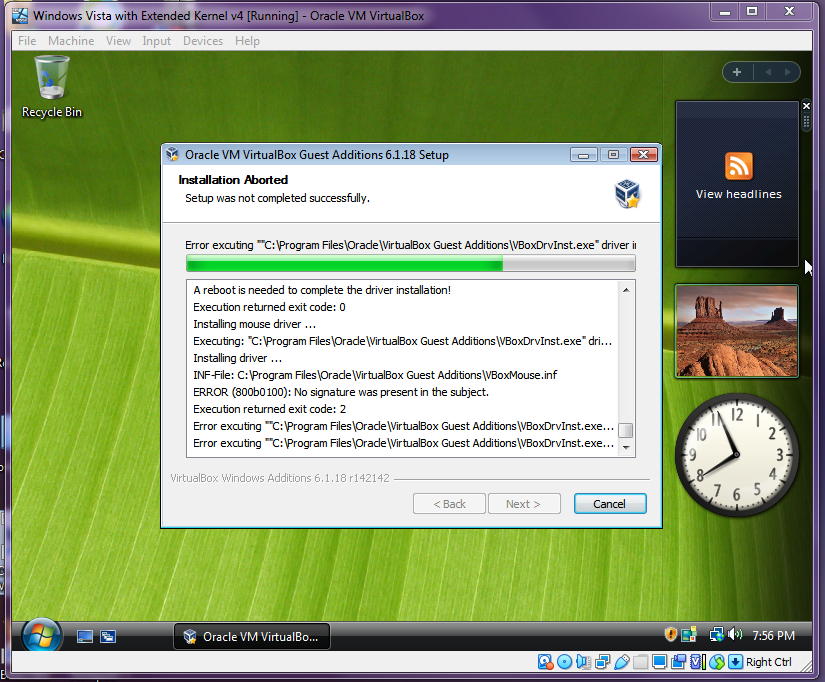 Windows Vista with Extended Kernel v4 [Running] - Oracle VM VirtualBox
File Machine View Input Devices Help
Recycle Bin
View headlines
Oracle VM VirtualBox Guest Additions 6.1.18 Setup
Installation Aborted
Setup was not completed successfully.
Error excuting ""C:\Program Files\Oracle\VirtualBox Guest Additions\VBoxDrvInst.exe" driver i
A reboot is needed to complete the driver installation!
Execution returned exit code: 0
Installing mouse driver ...
Executing: "C:\Program Files\Oracle\VirtualBox Guest Additions\VBoxDrvInst.exe" dri...
Installing driver ...
INF-File: C:\Program Files\Oracle\VirtualBox Guest Additions\VBoxMouse.inf
ERROR (800b0100): No signature was present in the subject.
Execution returned exit code: 2
Error excuting ""C:\Program Files\Oracle\VirtualBox Guest Additions\VBoxDrvInst.exe...
Error excuting ""C:\Program Files\Oracle\VirtualBox Guest Additions\VBoxDrvInst.exe...
VirtualBox Windows Additions 6.1.18 r142142
< Back Next > Cancel
12 1 2 3 4 5 6 7 8 9 10 11
Oracle VM VirtualBo...
7:56 PM
Right Ctrl